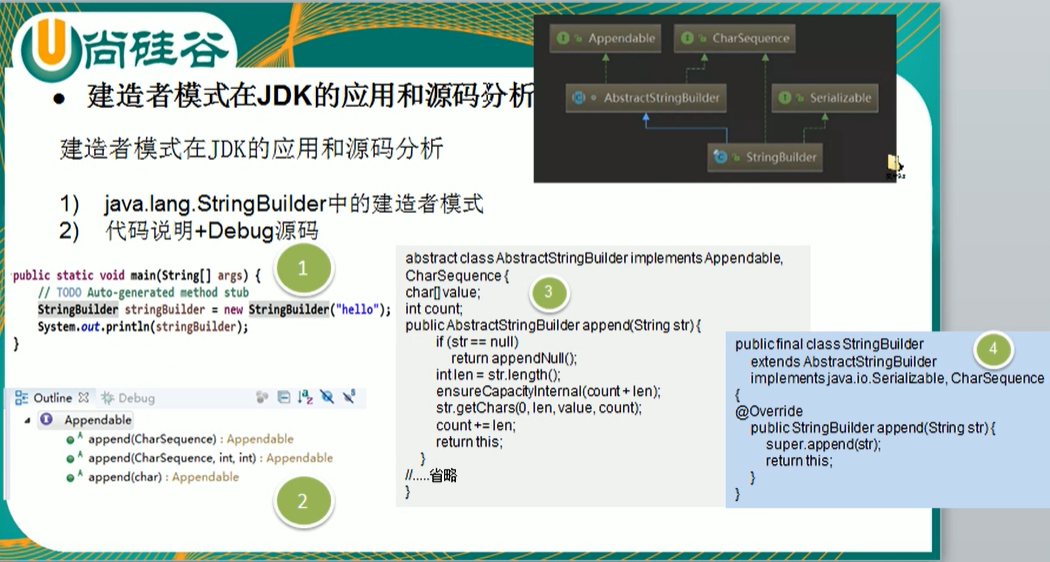 尚硅谷
Appendable
CharSequence
AbstractStringBuilder
Serializable
StringBuilder
● 建造者模式在JDK的应用和源码分析
建造者模式在JDK的应用和源码分析
1) java.lang.StringBuilder中的建造者模式
2) 代码说明+Debug源码
1
public static void main(String[] args) {
// TODO Auto-generated method stub
StringBuilder stringBuilder = new StringBuilder("hello");
System.out.println(stringBuilder);
}
Outline
Debug
Appendable
append(CharSequence) : Appendable
append(CharSequence, int, int) : Appendable
append(char) : Appendable
2
abstract class AbstractStringBuilder implements Appendable,
CharSequence {
char[] value;
int count;
public AbstractStringBuilder append(String str) {
if (str == null)
return appendNull();
int len = str.length();
ensureCapacityInternal(count + len);
str.getChars(0, len, value, count);
count += len;
return this;
}
//.....省略
}
3
public final class StringBuilder
extends AbstractStringBuilder
implements java.io.Serializable, CharSequence
{
@Override
public StringBuilder append(String str) {
super.append(str);
return this;
}
}
4